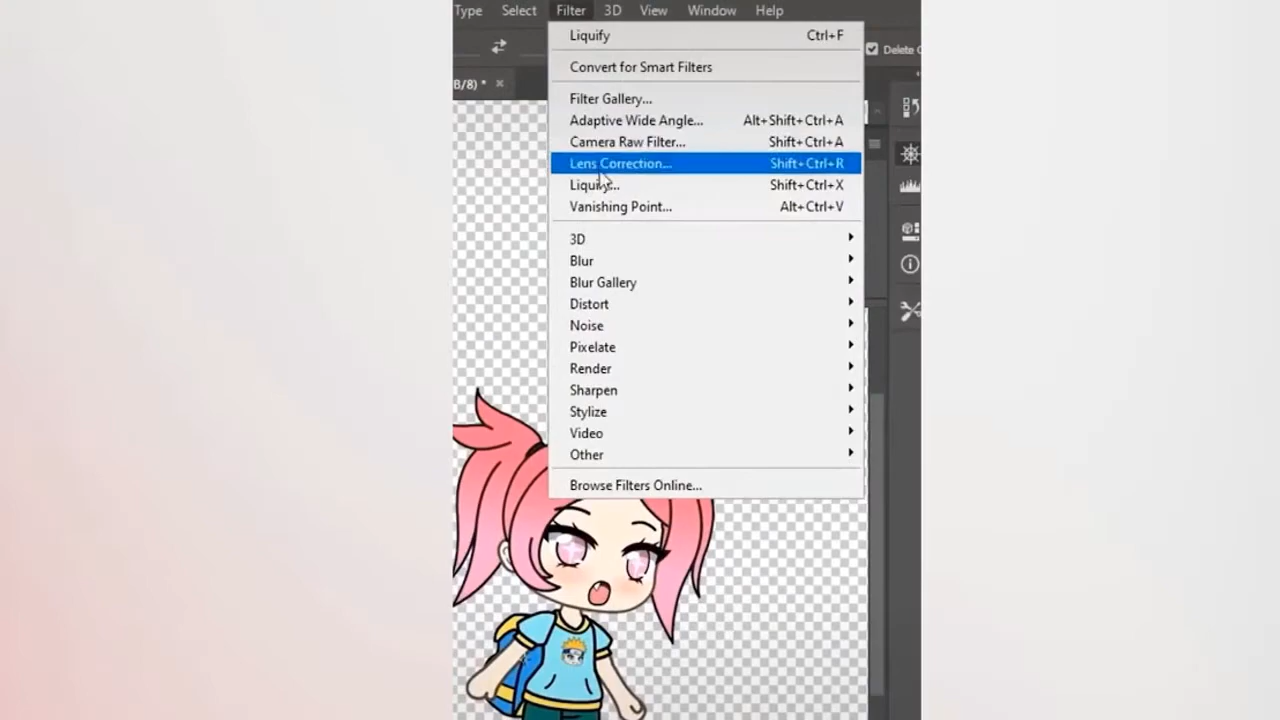 Type Select Filter 3D View Window Help
Liquify Ctrl+F
Delete
B/8) *
Convert for Smart Filters
Filter Gallery...
Adaptive Wide Angle... Alt+Shift+Ctrl+A
Camera Raw Filter... Shift+Ctrl+A
Lens Correction... Shift+Ctrl+R
Liquify... Shift+Ctrl+X
Vanishing Point... Alt+Ctrl+V
3D
Blur
Blur Gallery
Distort
Noise
Pixelate
Render
Sharpen
Stylize
Video
Other
Browse Filters Online...